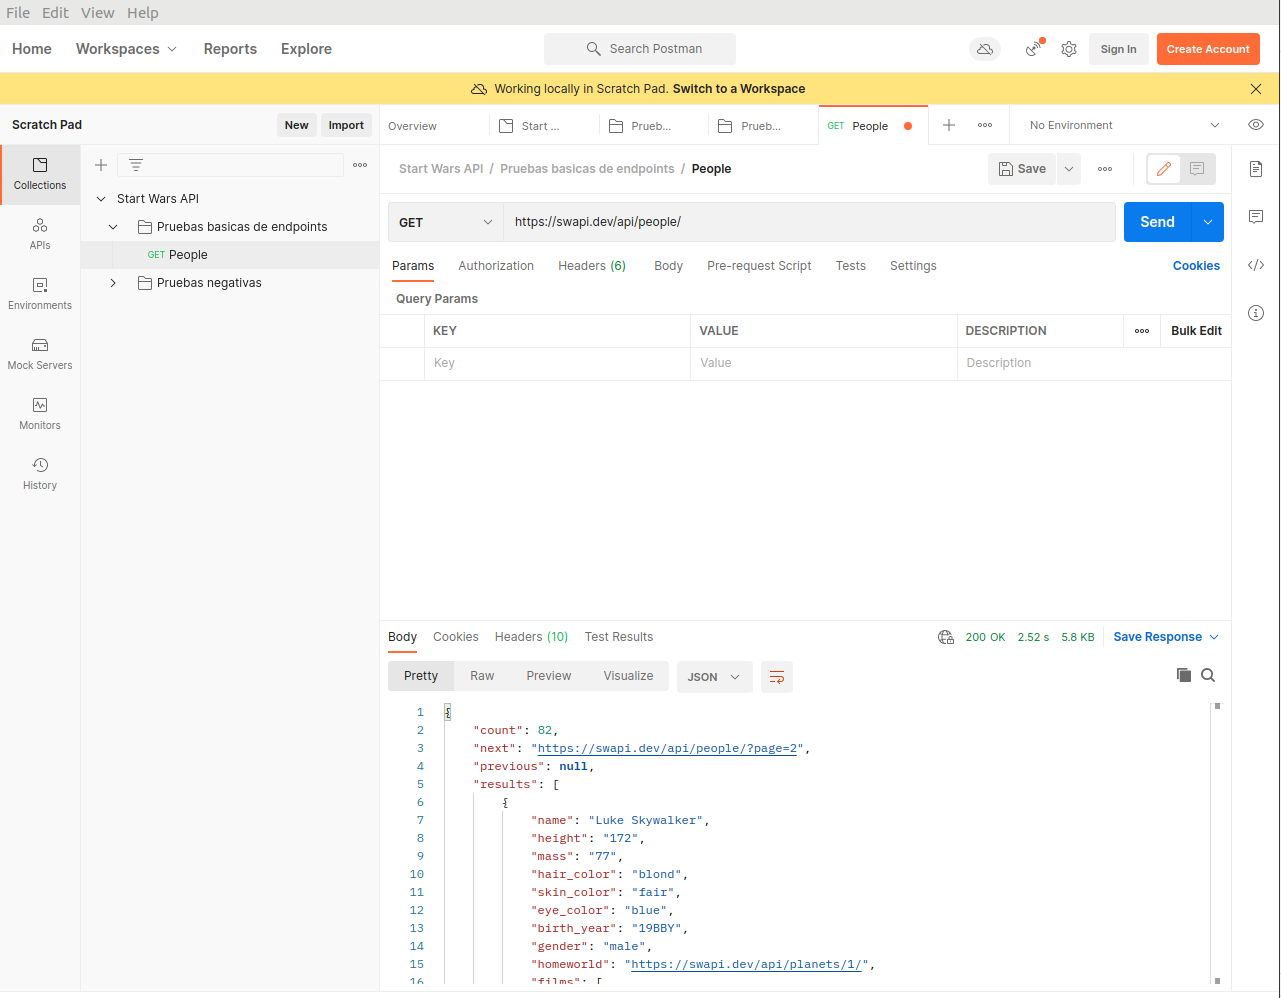 File Edit View Help
Home Workspaces Reports Explore Search Postman Sign In Create Account
Working locally in Scratch Pad. Switch to a Workspace
Scratch Pad New Import
Overview Start ... Prueb... Prueb... GET People No Environment
Collections
APIs
Environments
Mock Servers
Monitors
History
Start Wars API
Pruebas basicas de endpoints
GET People
Pruebas negativas
Start Wars API / Pruebas basicas de endpoints / People Save
GET https://swapi.dev/api/people/ Send
Params Authorization Headers (6) Body Pre-request Script Tests Settings Cookies
Query Params
KEY VALUE DESCRIPTION Bulk Edit
Key Value Description
Body Cookies Headers (10) Test Results 200 OK 2.52 s 5.8 KB Save Response
Pretty Raw Preview Visualize JSON
1 {
2 "count": 82,
3 "next": "https://swapi.dev/api/people/?page=2",
4 "previous": null,
5 "results": [
6 {
7 "name": "Luke Skywalker",
8 "height": "172",
9 "mass": "77",
10 "hair_color": "blond",
11 "skin_color": "fair",
12 "eye_color": "blue",
13 "birth_year": "19BBY",
14 "gender": "male",
15 "homeworld": "https://swapi.dev/api/planets/1/",
16 "films": [